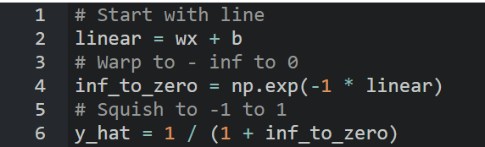 1 # Start with line
2 linear = wx + b
3 # Warp to - inf to 0
4 inf_to_zero = np.exp(-1 * linear)
5 # Squish to -1 to 1
6 y_hat = 1 / (1 + inf_to_zero)